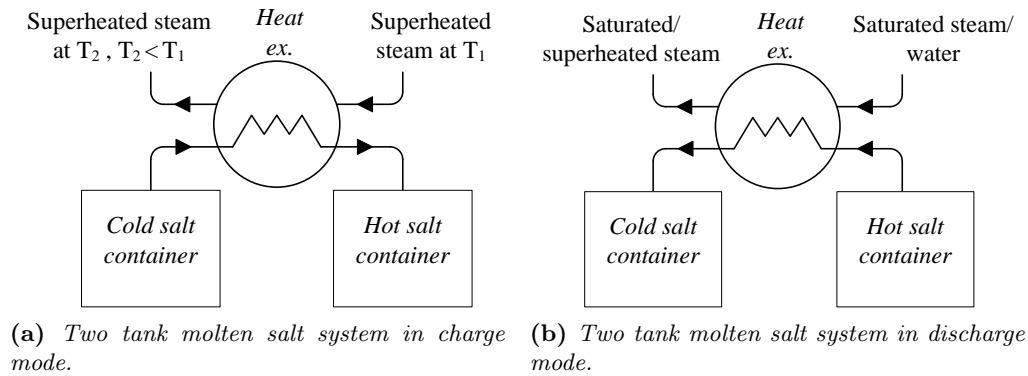 Superheated steam
at T2 , T2 < T1
Heat
ex.
Superheated
steam at T1
Cold salt
container
Hot salt
container
(a) Two tank molten salt system in charge
mode.
Saturated/
superheated steam
Heat
ex.
Saturated steam/
water
Cold salt
container
Hot salt
container
(b) Two tank molten salt system in discharge
mode.